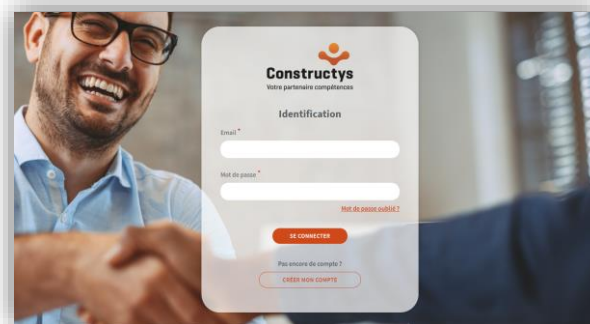 Constructys
Votre partenaire compétences
Identification
Email *
Mot de passe *
Mot de passe oublié ?
SE CONNECTER
Pas encore de compte ?
CRÉER MON COMPTE